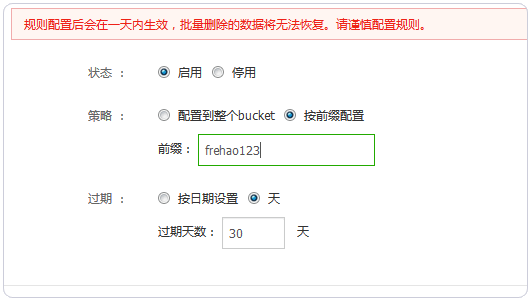 规则配置后会在一天内生效，批量删除的数据将无法恢复。请谨慎配置规则。
状态 ： 启用 停用
策略 ： 配置到整个bucket 按前缀配置
前缀： frehao123
过期 ： 按日期设置 天
过期天数： 30 天